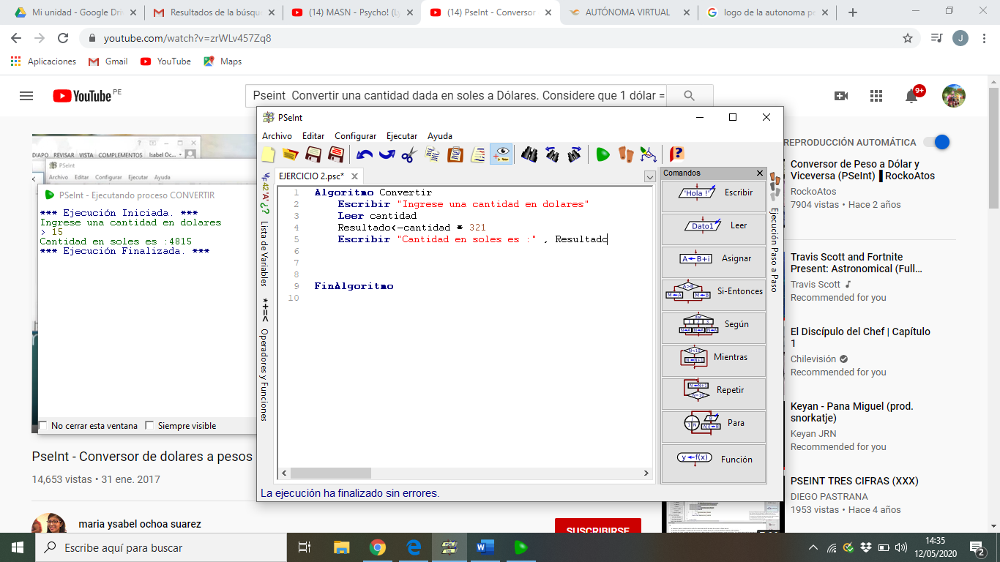 Mi unidad - Google Dri
Resultados de la búsqu
(14) MASN - Psycho! (Ly
(14) PseInt - Conversor
AUTÓNOMA VIRTUAL
logo de la autonoma pe
youtube.com/watch?v=zrWLv457Zq8
J
Aplicaciones
Gmail
YouTube
Maps
YouTube PE
Pseint Convertir una cantidad dada en soles a Dólares. Considere que 1 dólar =
9+
DIAPO REVISAR VISTA COMPLEMENTOS Isabel Oc...
PSeInt
Archivo Editar Configurar Ejecutar Ayuda
PSeInt - Ejecutando proceso CONVERTIR
*** Ejecución Iniciada. ***
Ingrese una cantidad en dolares
> 15
Cantidad en soles es :4815
*** Ejecución Finalizada. ***
No cerrar esta ventana
Siempre visible
PseInt - Conversor de dolares a pesos
14,653 vistas • 31 ene. 2017
maria ysabel ochoa suarez
SUSCRIBIRSE
PSeInt
Archivo Editar Configurar Ejecutar Ayuda
EJERCICIO 2.psc*
Lista de Variables
*+=< Operadores y Funciones
1 Algoritmo Convertir
2 Escribir "Ingrese una cantidad en dolares"
3 Leer cantidad
4 Resultado<-cantidad * 321
5 Escribir "Cantidad en soles es :" , Resultado
6
7
8
9 FinAlgoritmo
10
La ejecución ha finalizado sin errores.
Comandos
'Hola !' Escribir
Dato1 Leer
A←B+i Asignar
Si-Entonces
Según
Mientras
Repetir
Para
y←f(x) Función
Ejecución Paso a Paso
REPRODUCCIÓN AUTOMÁTICA
Conversor de Peso a Dólar y
Viceversa (PSeInt) ▌RockoAtos
RockoAtos
7904 vistas • Hace 2 años
Travis Scott and Fortnite
Present: Astronomical (Full...
Travis Scott
Recommended for you
El Discípulo del Chef | Capítulo
1
Chilevisión
Recommended for you
Keyan - Pana Miguel (prod.
snorkatje)
Keyan JRN
Recommended for you
PSEINT TRES CIFRAS (XXX)
DIEGO PASTRANA
1953 vistas • Hace 4 años
Escribe aquí para buscar
14:35
12/05/2020
2